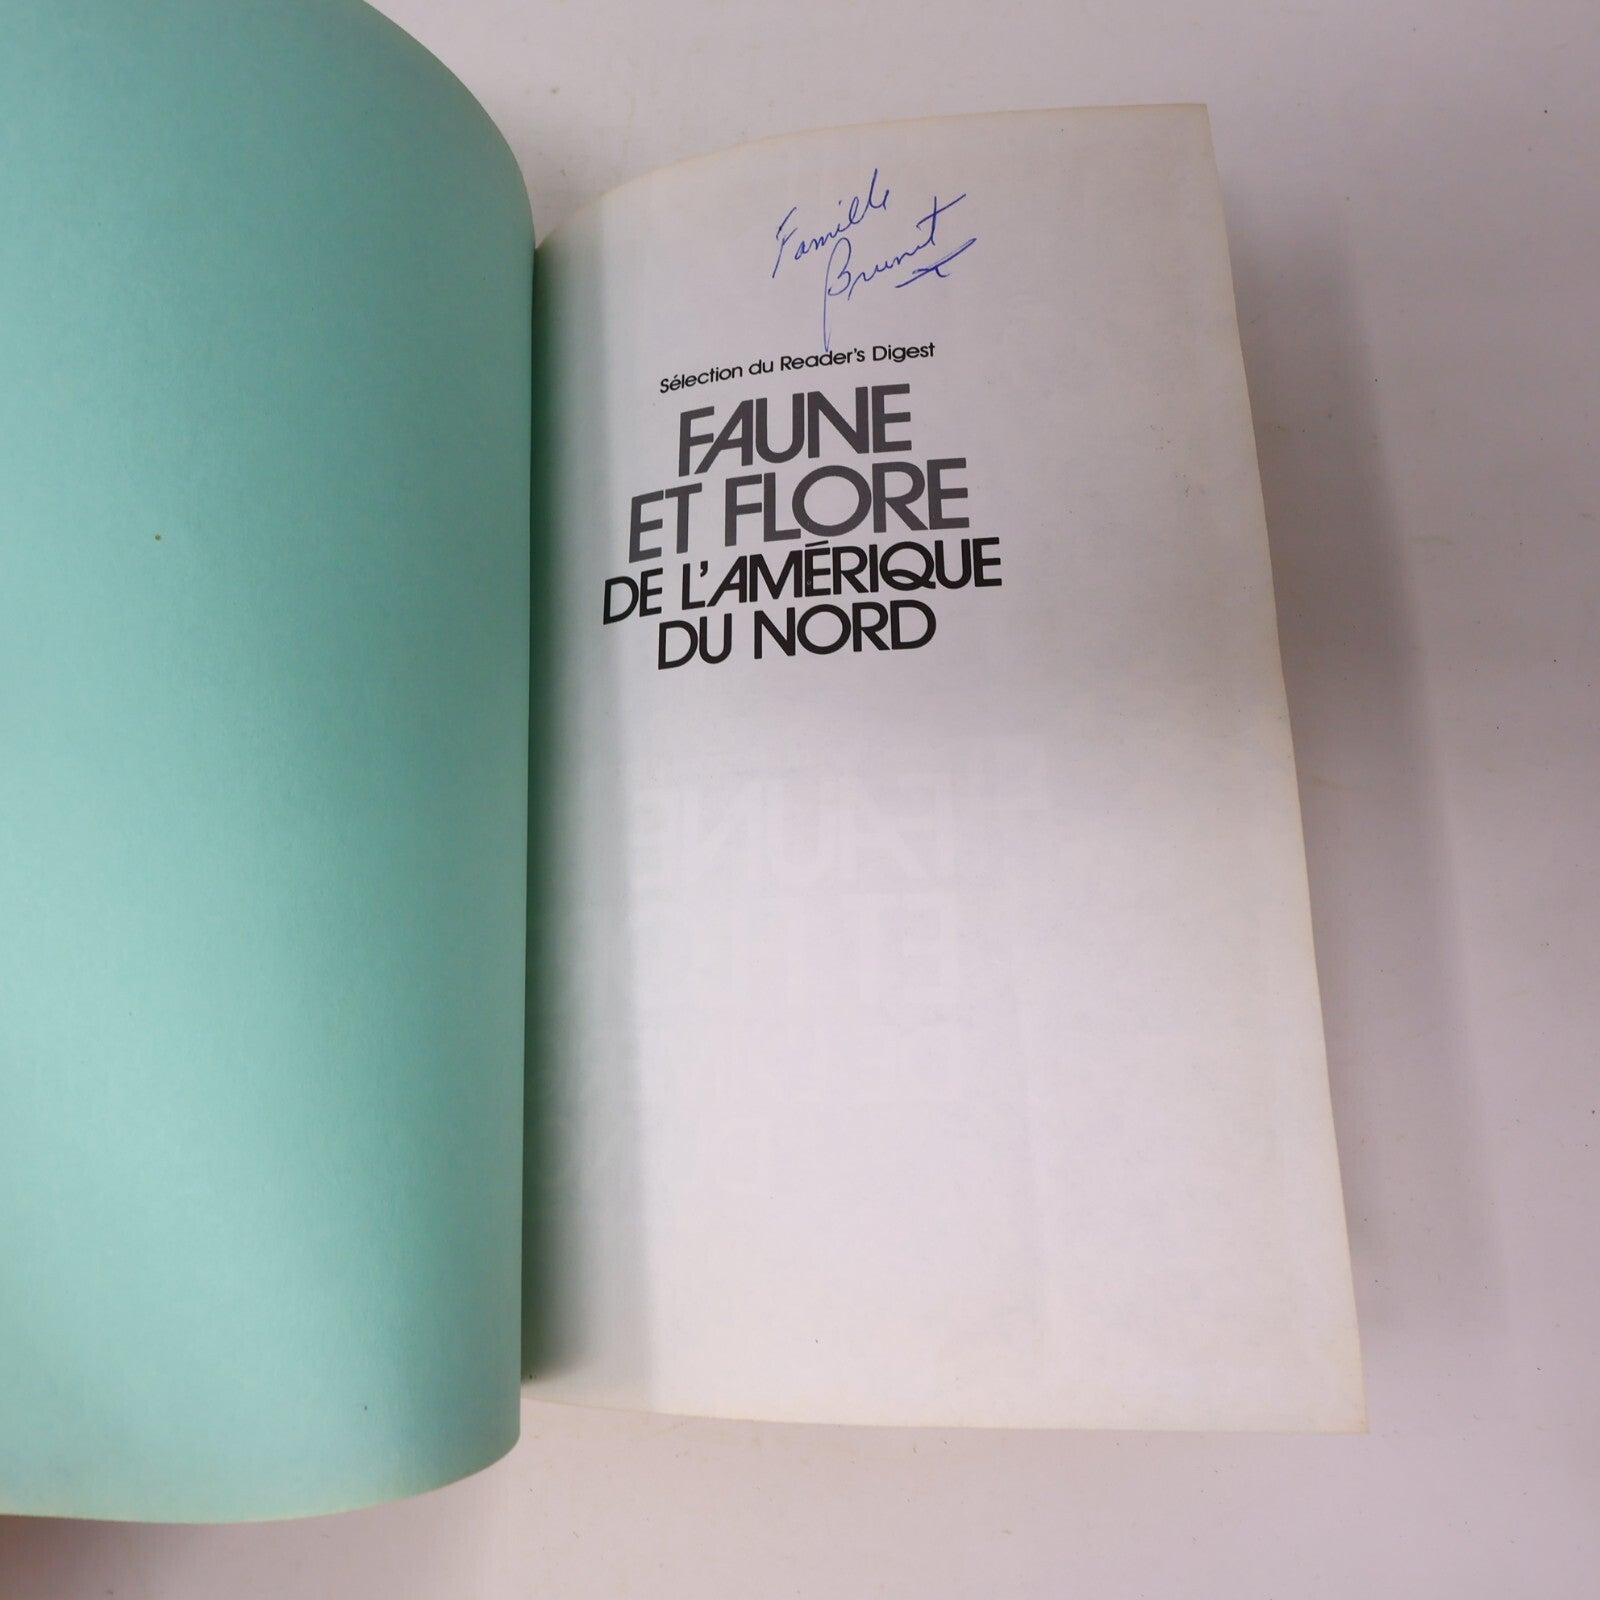 Famille
Brunet
Sélection du Reader's Digest
FAUNE
ET FLORE
DE L'AMÉRIQUE
DU NORD